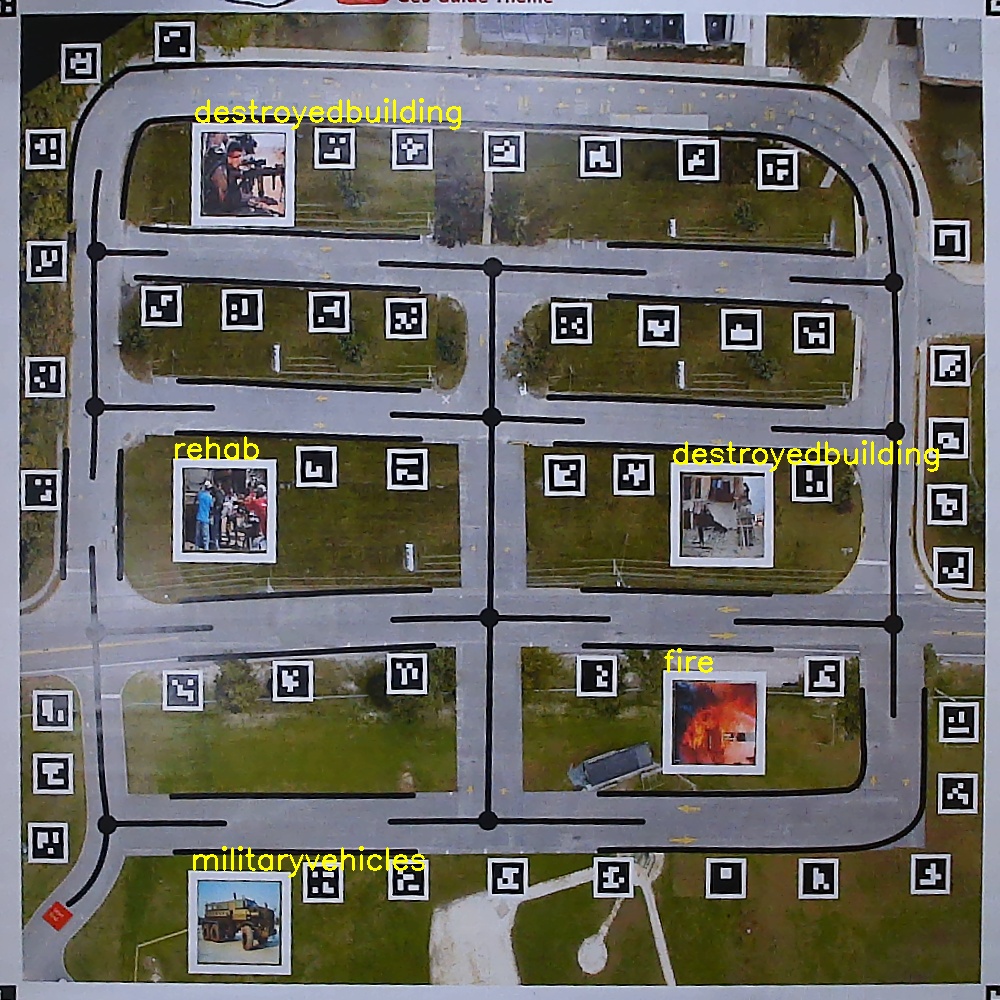 destroyedbuilding
rehab
destroyedbuilding
fire
militaryvehicles